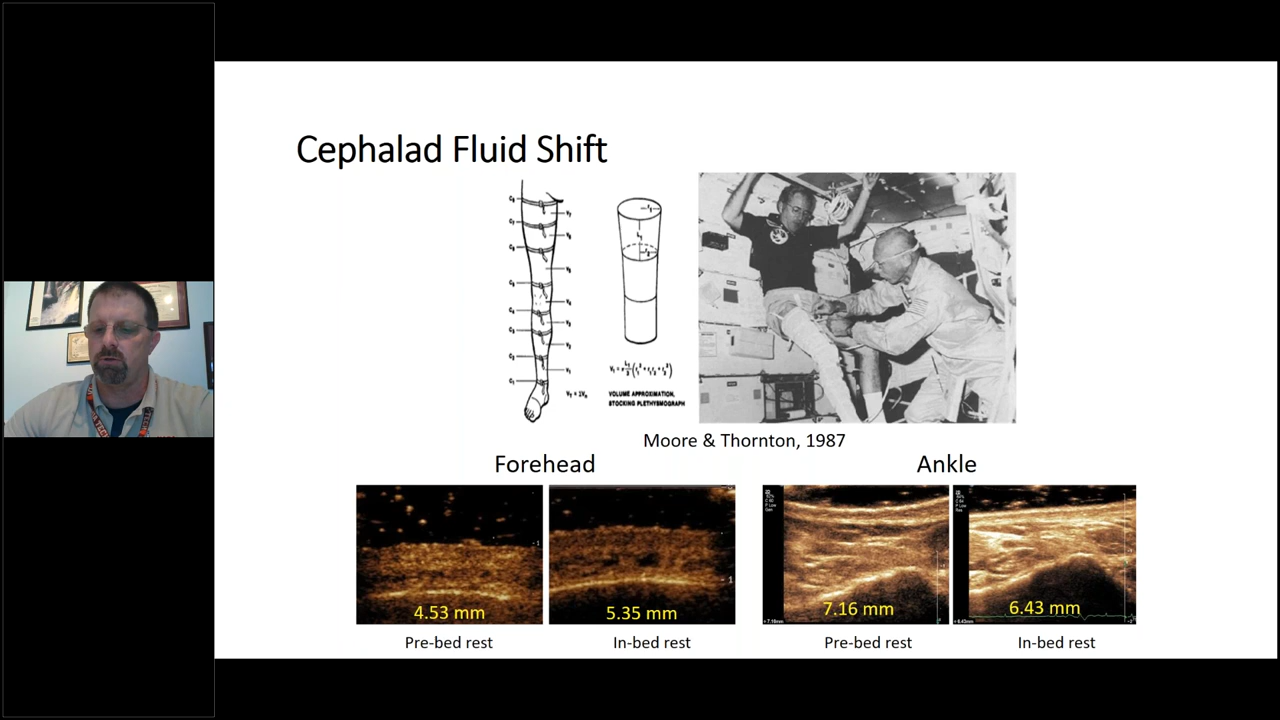 Cephalad Fluid Shift
VOLUME APPROXIMATION,
STOCKING PLETHYSMOGRAPH
Moore & Thornton, 1987
Forehead
Ankle
4.53 mm
5.35 mm
7.16 mm
6.43 mm
Pre-bed rest
In-bed rest
Pre-bed rest
In-bed rest